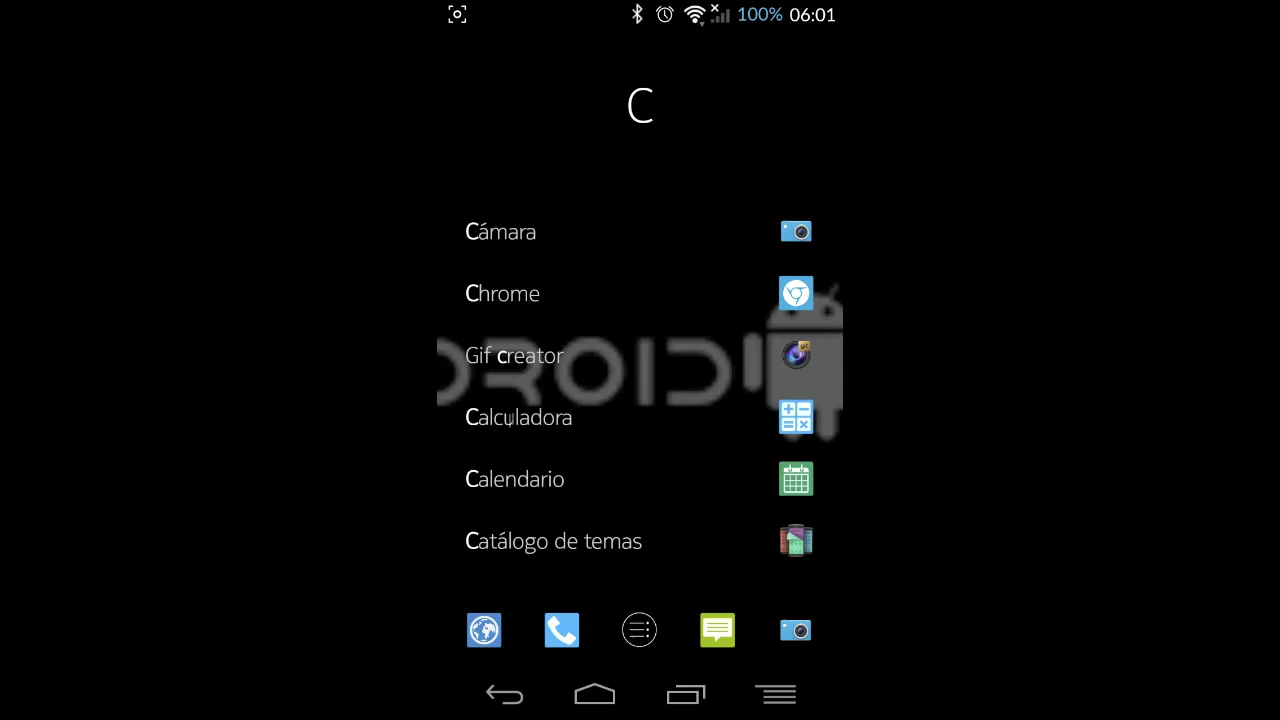 100% 06:01
C
Cámara
Chrome
Gif creator
Calculadora
Calendario
Catálogo de temas